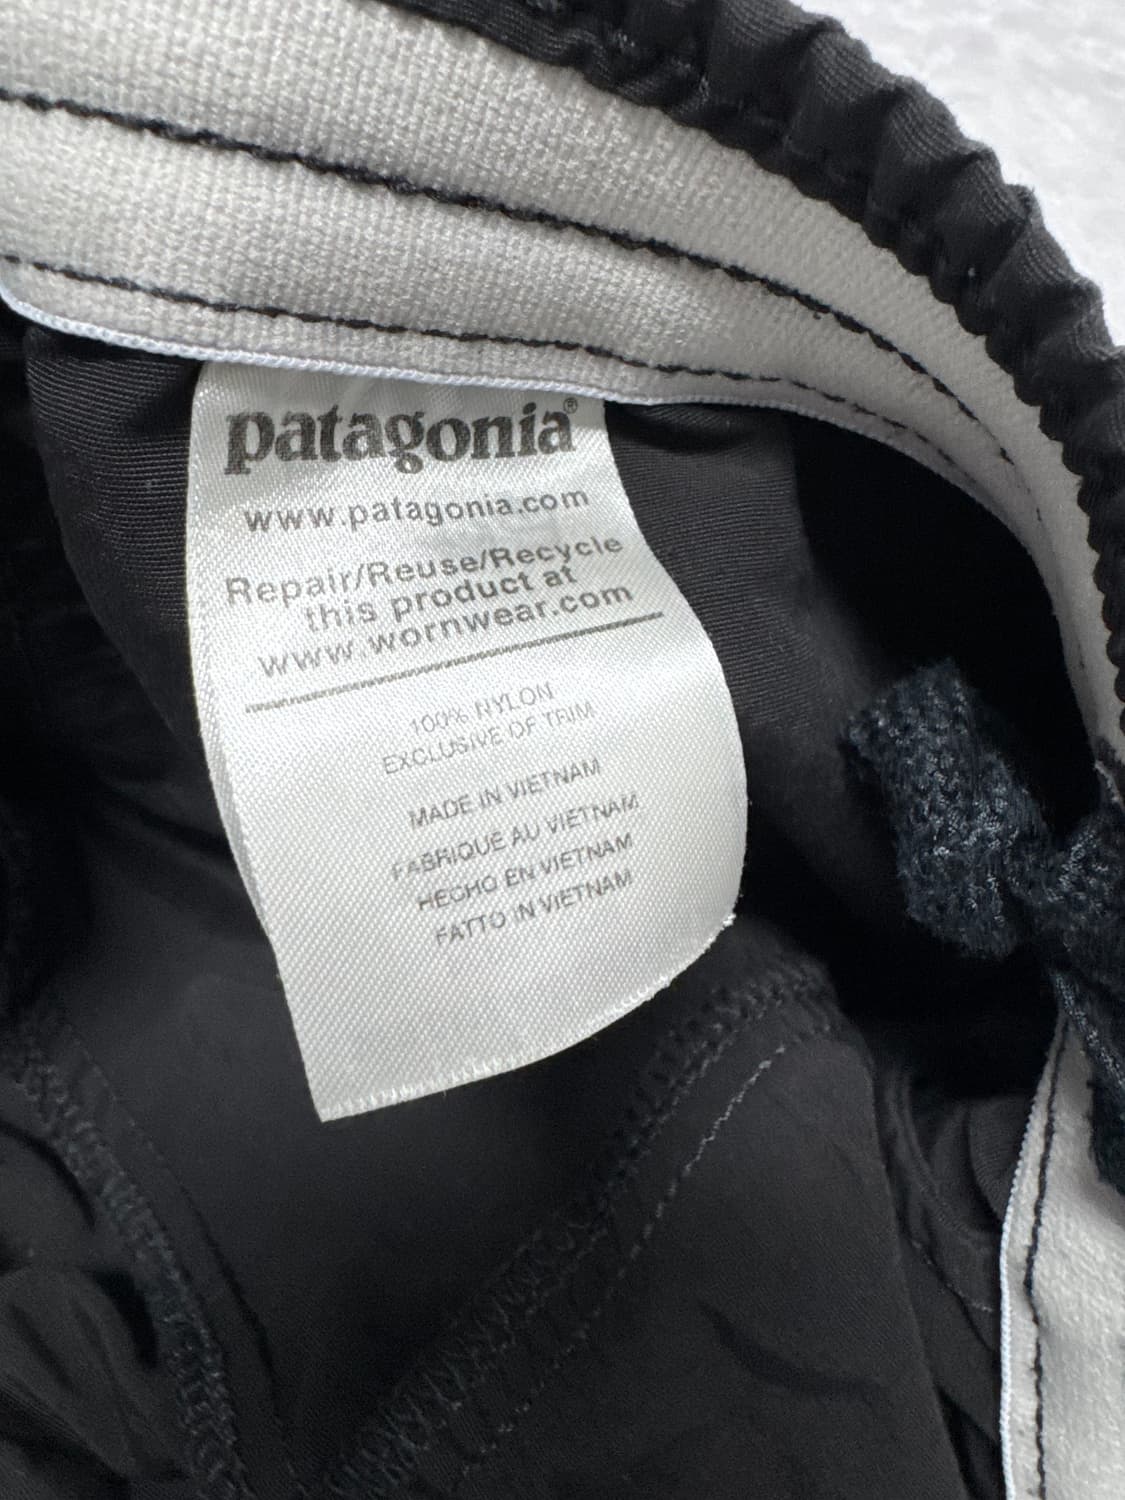 patagonia®
www.patagonia.com
Repair/Reuse/Recycle
this product at
www.wornwear.com
100% NYLON
EXCLUSIVE OF TRIM
MADE IN VIETNAM
FABRIQUÉ AU VIETNAM
HECHO EN VIETNAM
FATTO IN VIETNAM